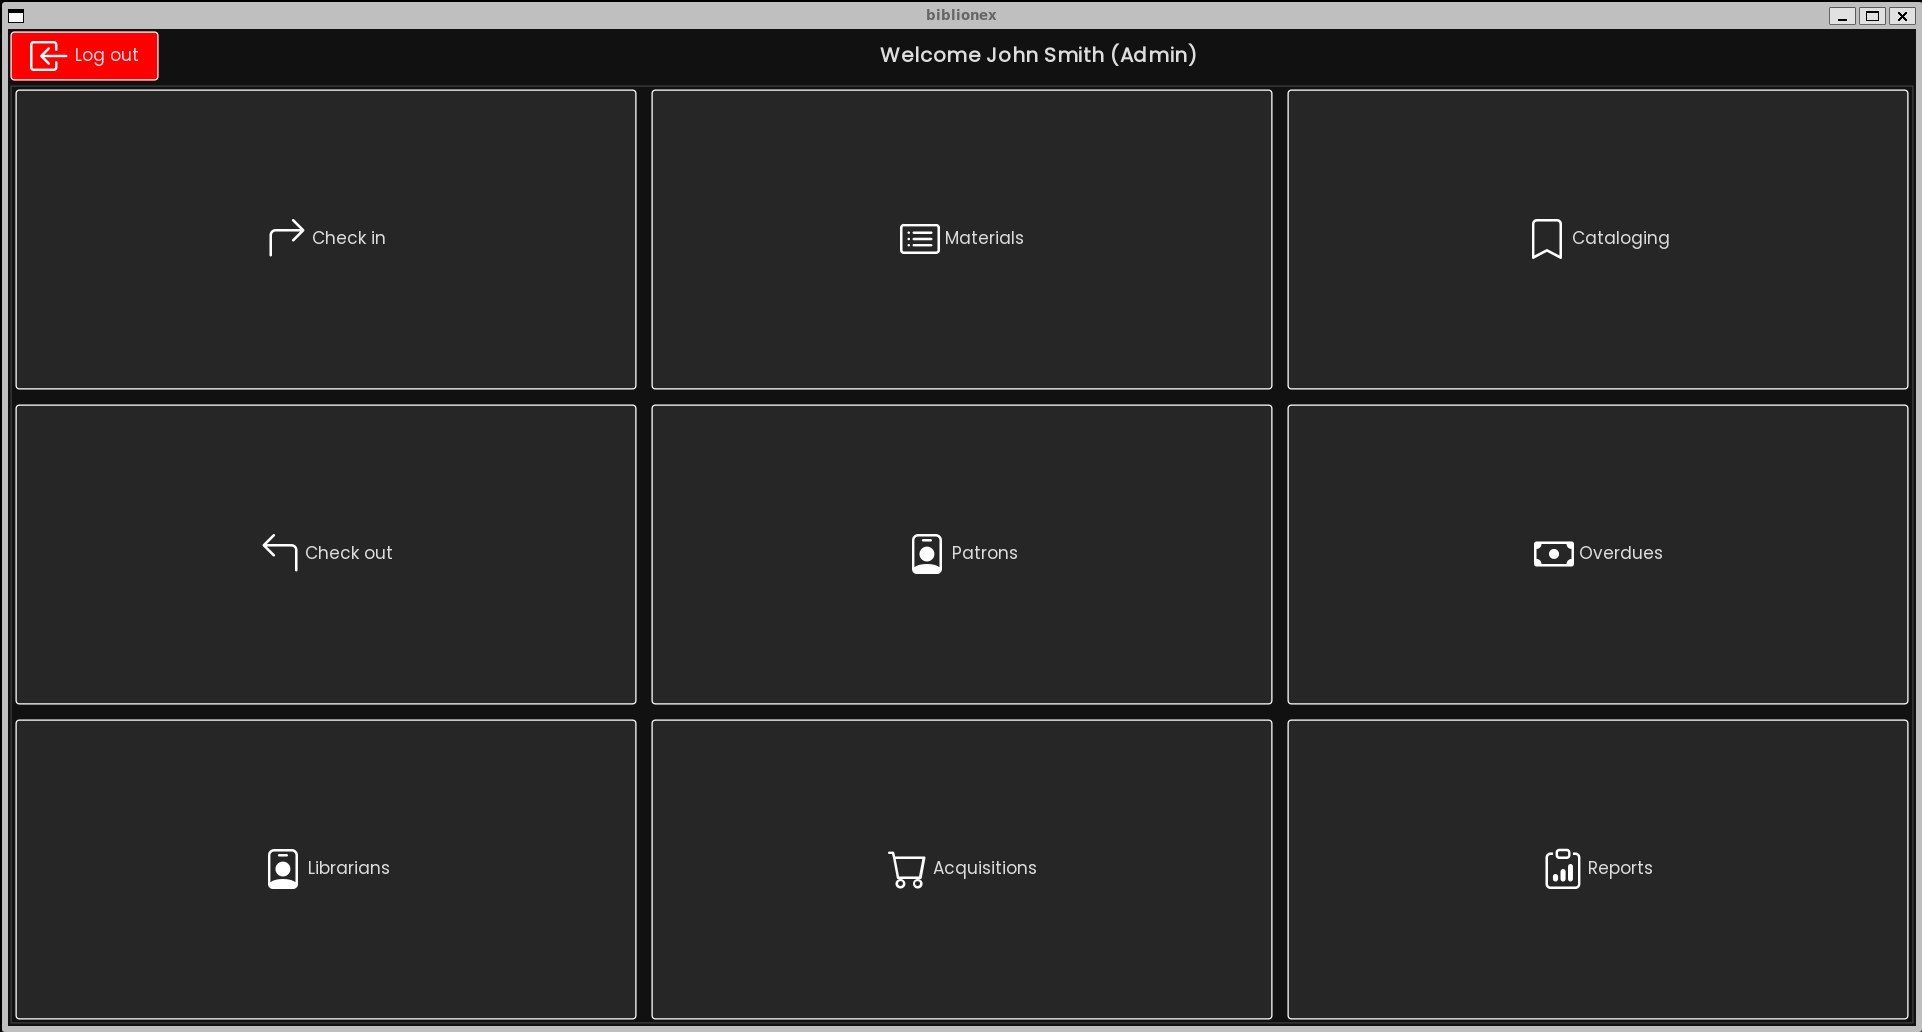 biblionex
Log out
Welcome John Smith (Admin)
Check in
Materials
Cataloging
Check out
Patrons
Overdues
Librarians
Acquisitions
Reports